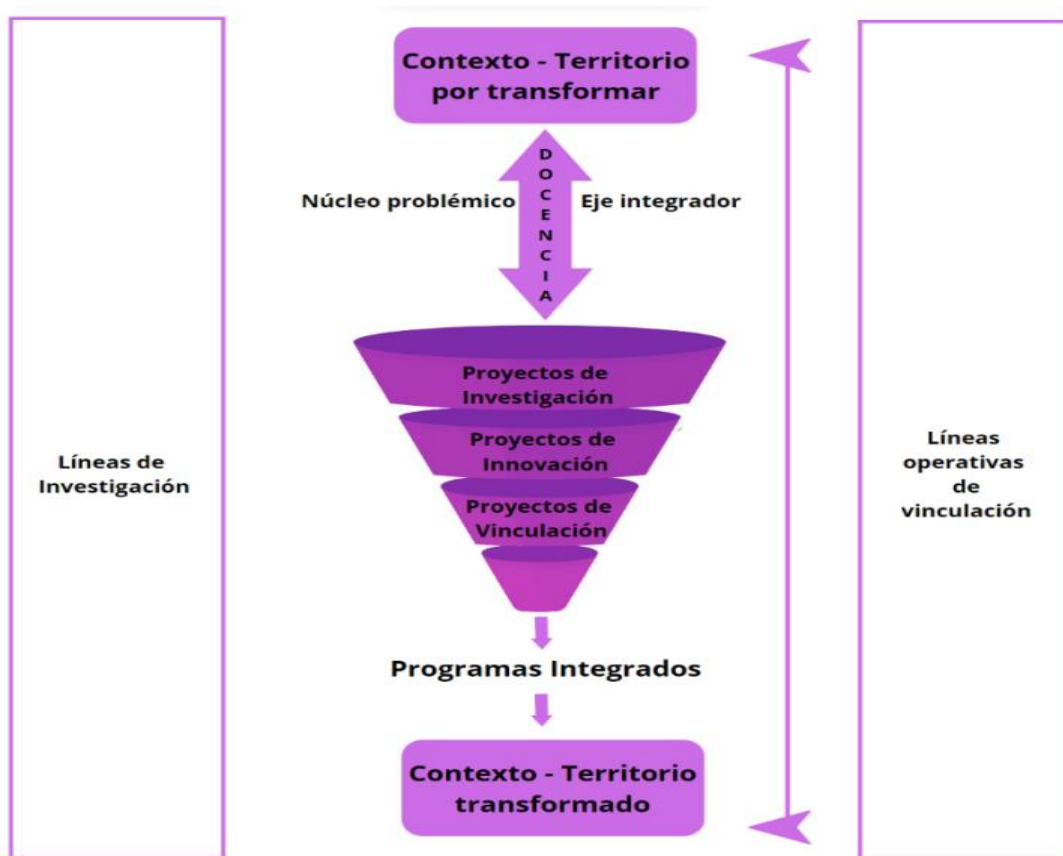 Contexto - Territorio
por transformar
DOCENCIA
Núcleo problémico
Eje integrador
Proyectos de
Investigación
Proyectos de
Innovación
Proyectos de
Vinculación
Líneas de
Investigación
Líneas
operativas
de
vinculación
Programas Integrados
Contexto - Territorio
transformado